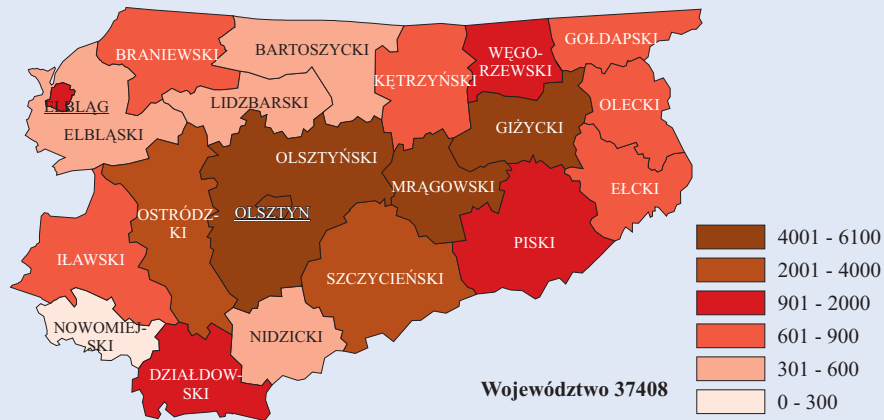 BRANIEWSKI
BARTOSZYCKI
WĘGO-
RZEWSKI
GOŁDAPSKI
KĘTRZYŃSKI
ELBLĄG
LIDZBARSKI
OLECKI
ELBLĄSKI
GIŻYCKI
OLSZTYŃSKI
MRĄGOWSKI
EŁCKI
OSTRÓDZ-
KI
OLSZTYN
PISKI
IŁAWSKI
SZCZYCIEŃSKI
NOWOMIEJ-
SKI
NIDZICKI
DZIAŁDOW-
SKI
Województwo 37408
4001 - 6100
2001 - 4000
901 - 2000
601 - 900
301 - 600
0 - 300